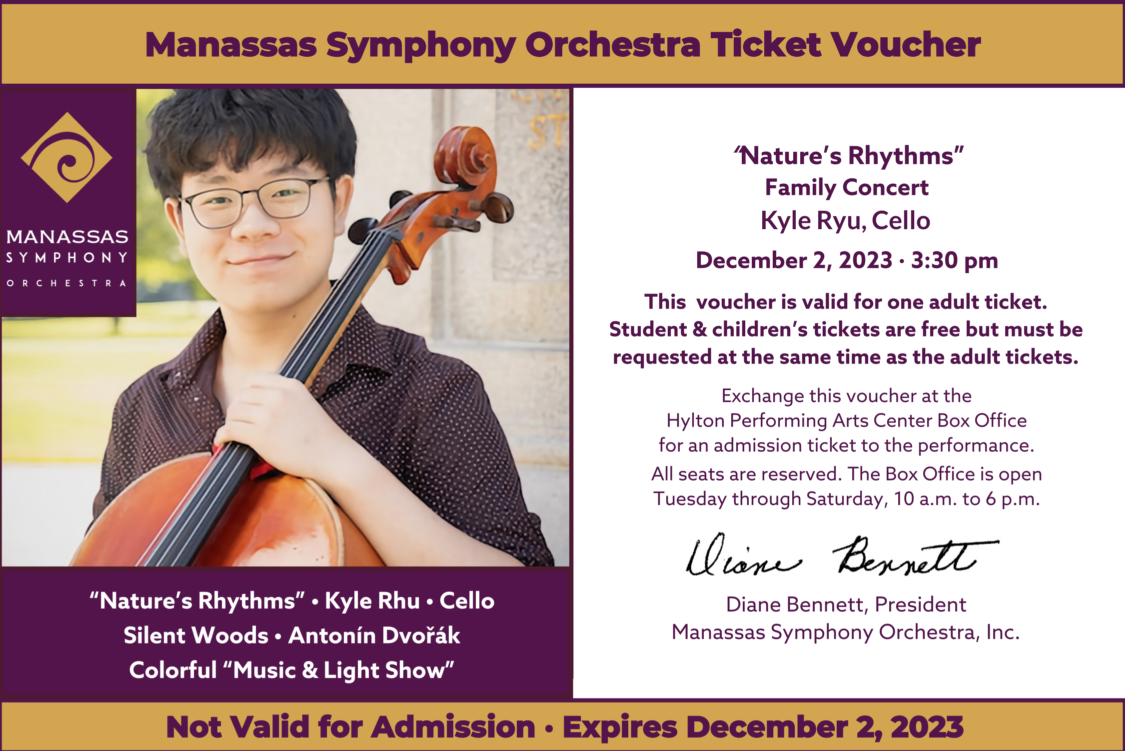 Manassas Symphony Orchestra Ticket Voucher
MANASSAS
SYMPHONY
ORCHESTRA
ST
“Nature’s Rhythms” • Kyle Rhu • Cello
Silent Woods • Antonín Dvořák
Colorful “Music & Light Show”
“Nature’s Rhythms”
Family Concert
Kyle Ryu, Cello
December 2, 2023 · 3:30 pm
This  voucher is valid for one adult ticket.
Student & children’s tickets are free but must be
requested at the same time as the adult tickets.
Exchange this voucher at the
Hylton Performing Arts Center Box Office
for an admission ticket to the performance.
All seats are reserved. The Box Office is open
Tuesday through Saturday, 10 a.m. to 6 p.m.
Diane Bennett
Diane Bennett, President
Manassas Symphony Orchestra, Inc.
Not Valid for Admission • Expires December 2, 2023